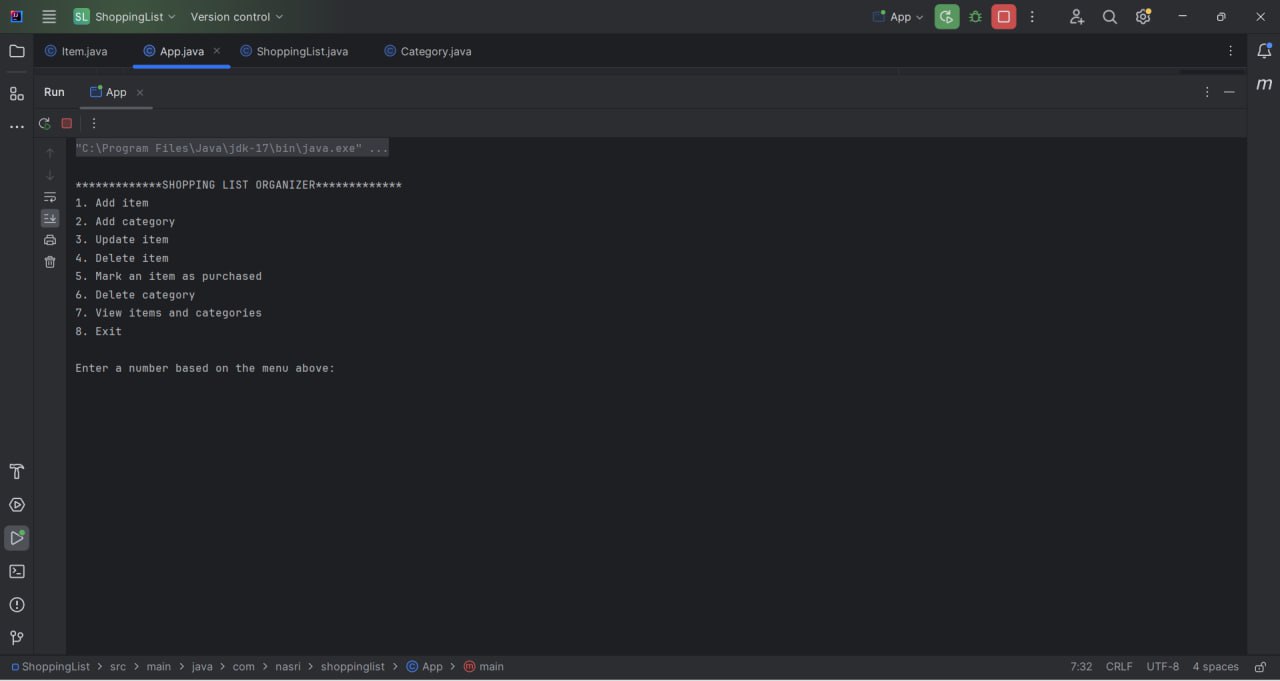 SL ShoppingList Version control App
Item.java App.java ShoppingList.java Category.java
m
Run App
"C:\Program Files\Java\jdk-17\bin\java.exe" ...
*************SHOPPING LIST ORGANIZER*************
1. Add item
2. Add category
3. Update item
4. Delete item
5. Mark an item as purchased
6. Delete category
7. View items and categories
8. Exit
Enter a number based on the menu above:
ShoppingList > src > main > java > com > nasri > shoppinglist > App > main 7:32 CRLF UTF-8 4 spaces